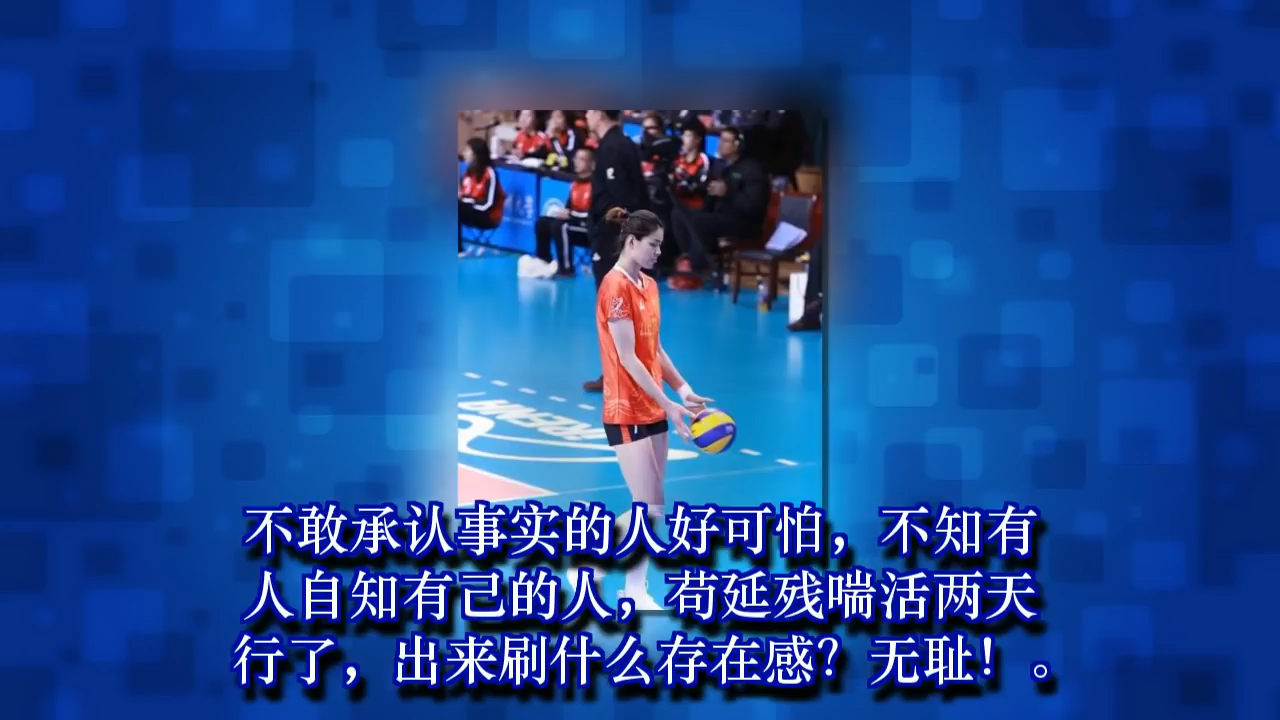 不敢承认事实的人好可怕，不知有
人自知有己的人，苟延残喘活两天
行了，出来刷什么存在感？无耻！。